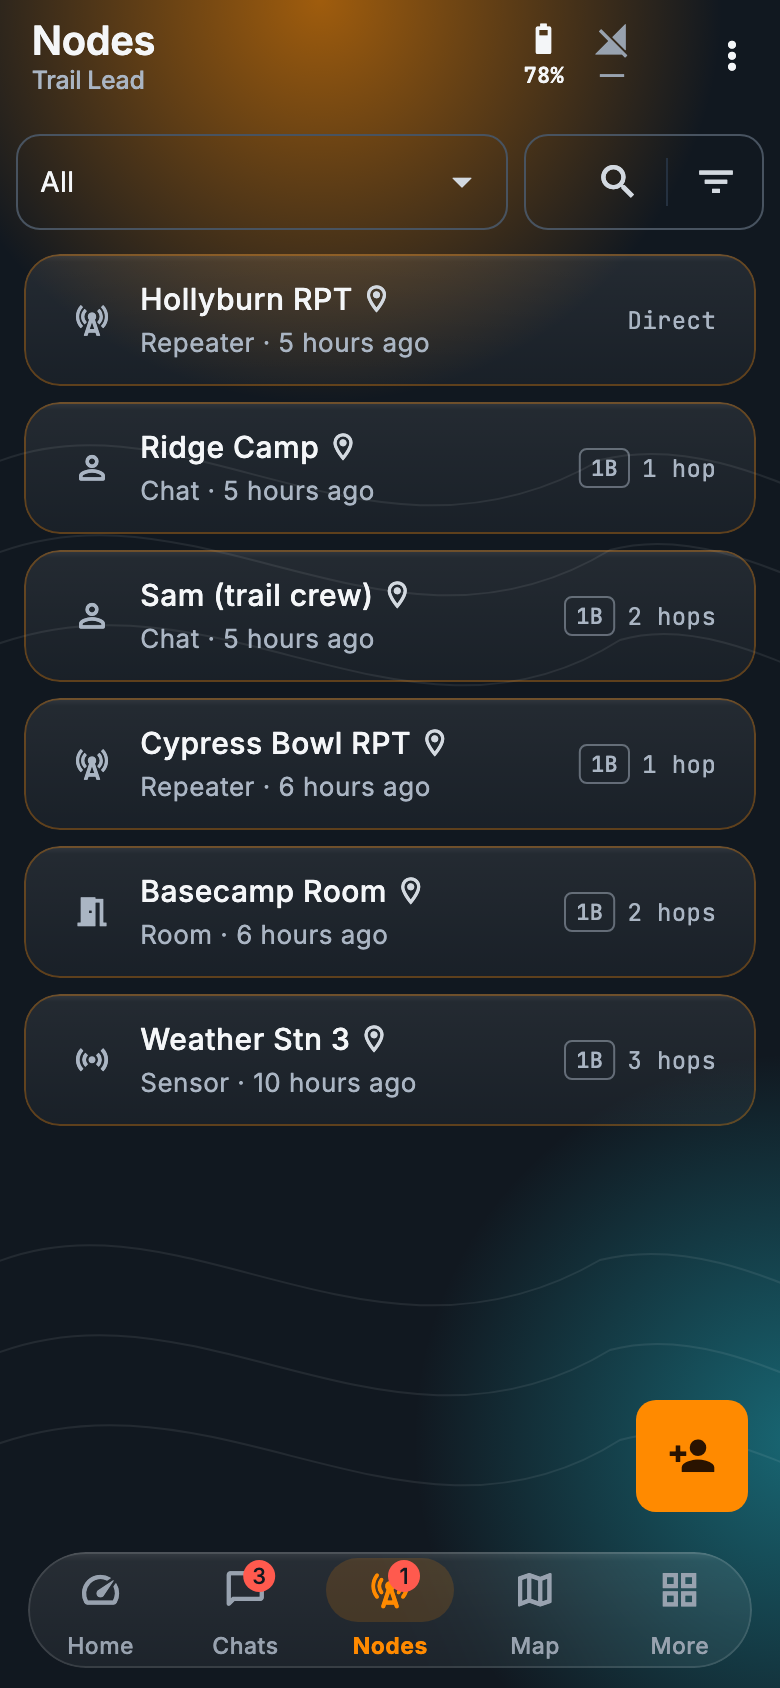 Nodes
Trail Lead
78%
All
Hollyburn RPT
Repeater · 5 hours ago
Direct
Ridge Camp
Chat · 5 hours ago
1B 1 hop
Sam (trail crew)
Chat · 5 hours ago
1B 2 hops
Cypress Bowl RPT
Repeater · 6 hours ago
1B 1 hop
Basecamp Room
Room · 6 hours ago
1B 2 hops
Weather Stn 3
Sensor · 10 hours ago
1B 3 hops
3
1
Home
Chats
Nodes
Map
More